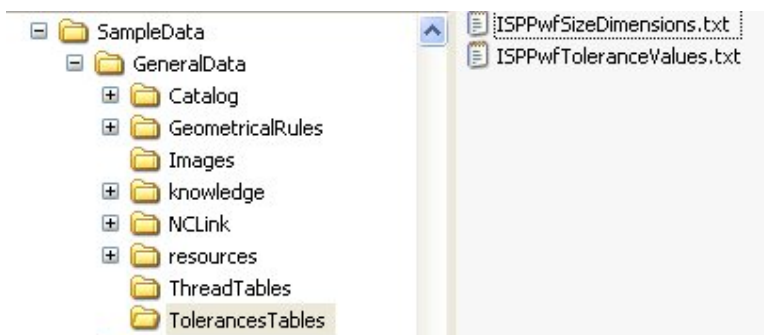 SampleData
GeneralData
Catalog
GeometricalRules
Images
knowledge
NCLink
resources
ThreadTables
TolerancesTables
ISPPwfSizeDimensions.txt
ISPPwfToleranceValues.txt